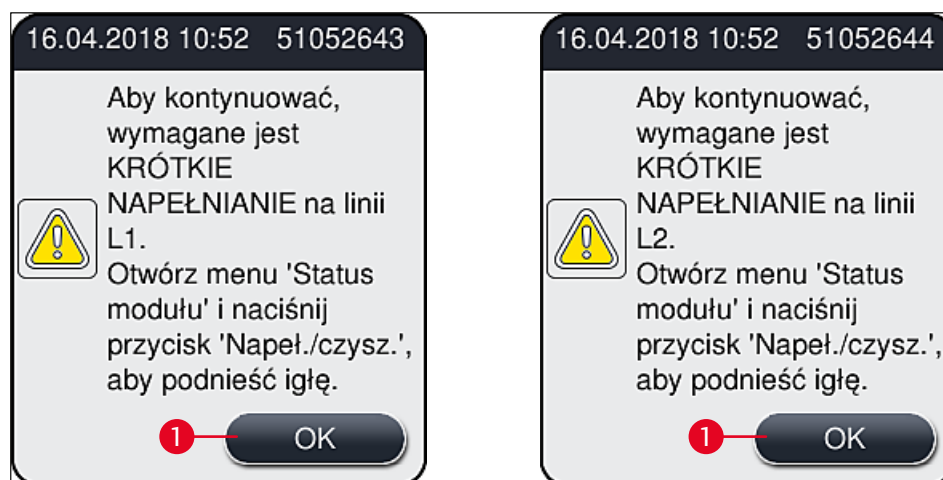 16.04.2018 10:52 51052643
Aby kontynuować,
wymagane jest
KRÓTKIE
NAPEŁNIANIE na linii
L1.
Otwórz menu 'Status
modułu' i naciśnij
przycisk 'Napeł./czysz.',
aby podnieść igłę.
1
OK
16.04.2018 10:52 51052644
Aby kontynuować,
wymagane jest
KRÓTKIE
NAPEŁNIANIE na linii
L2.
Otwórz menu 'Status
modułu' i naciśnij
przycisk 'Napeł./czysz.',
aby podnieść igłę.
1
OK